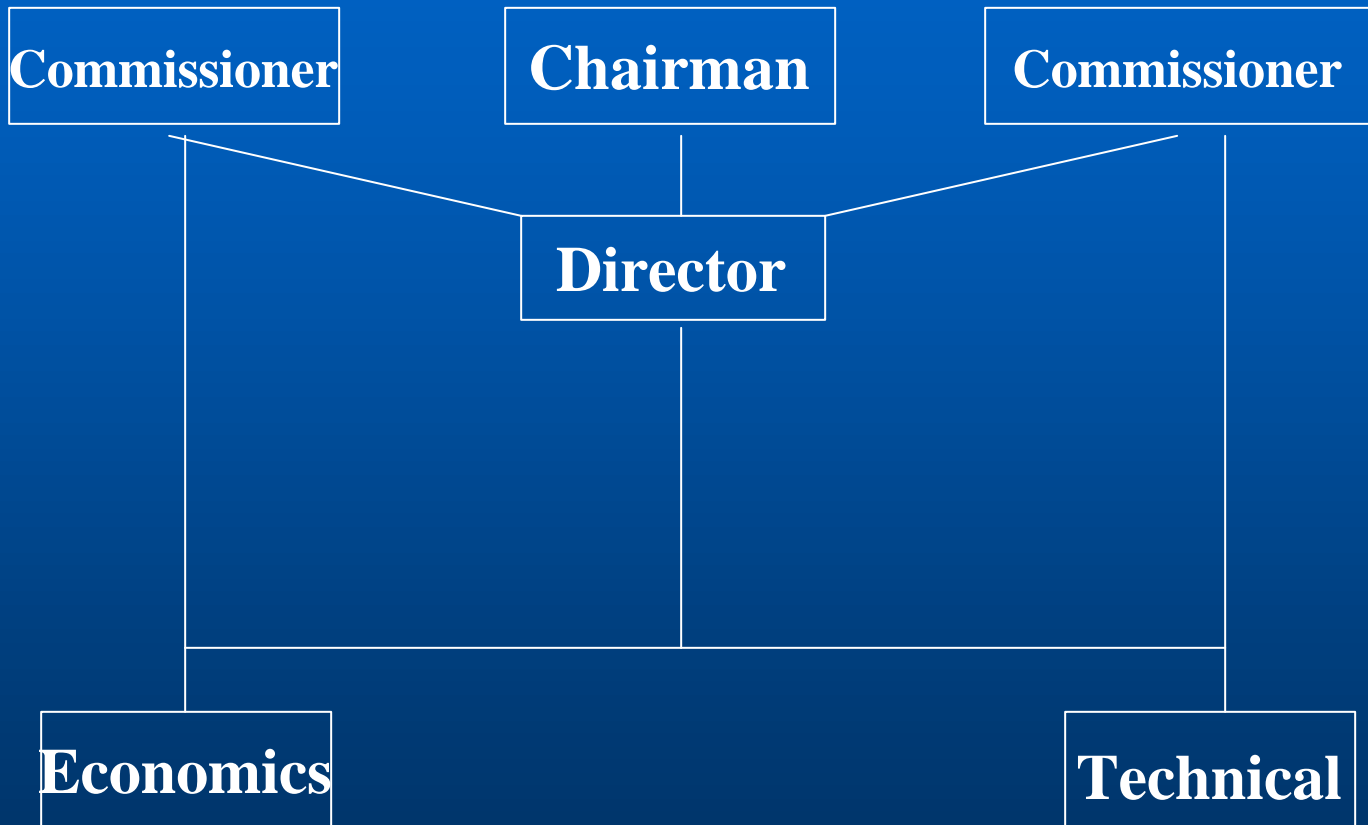 Commissioner
Chairman
Commissioner
Director
Economics
Technical